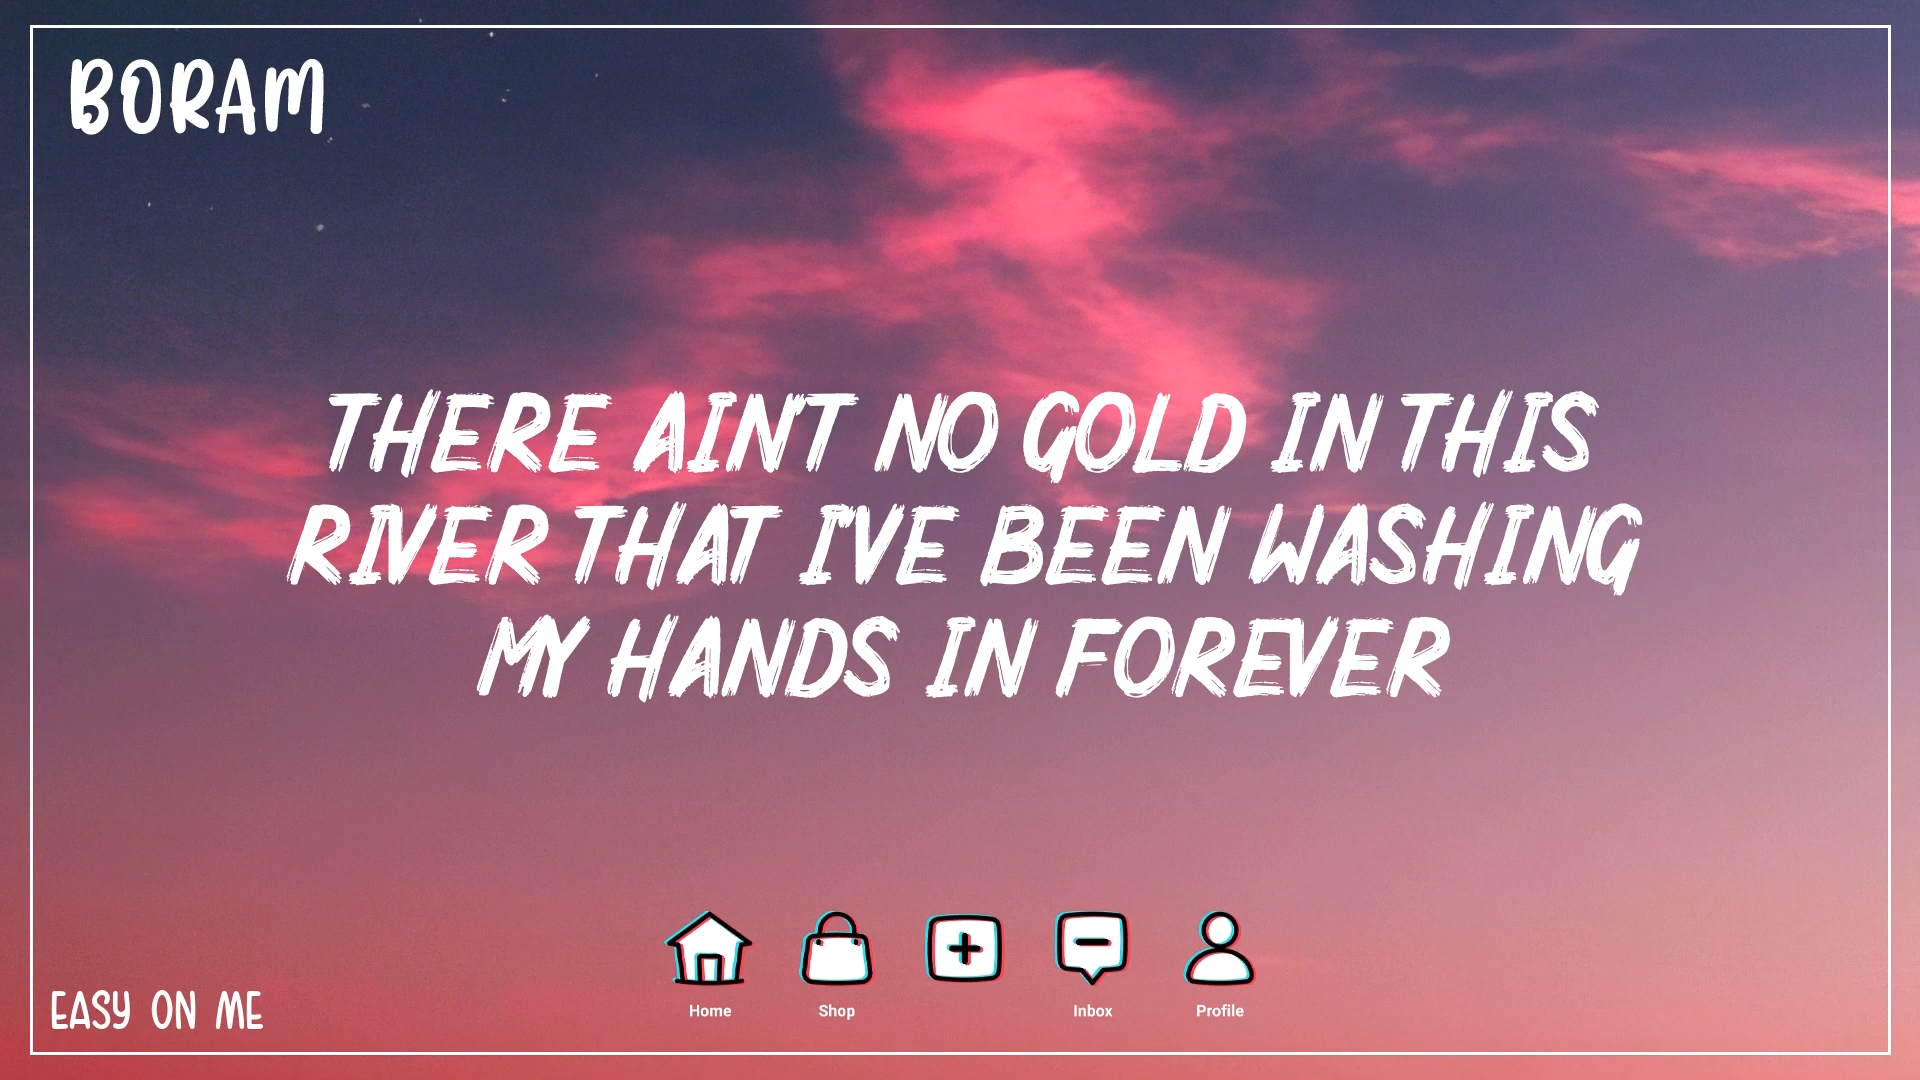 BORAM
THERE AIN'T NO GOLD IN THIS
RIVER THAT I'VE BEEN WASHING
MY HANDS IN FOREVER
Home Shop Inbox Profile
EASY ON ME